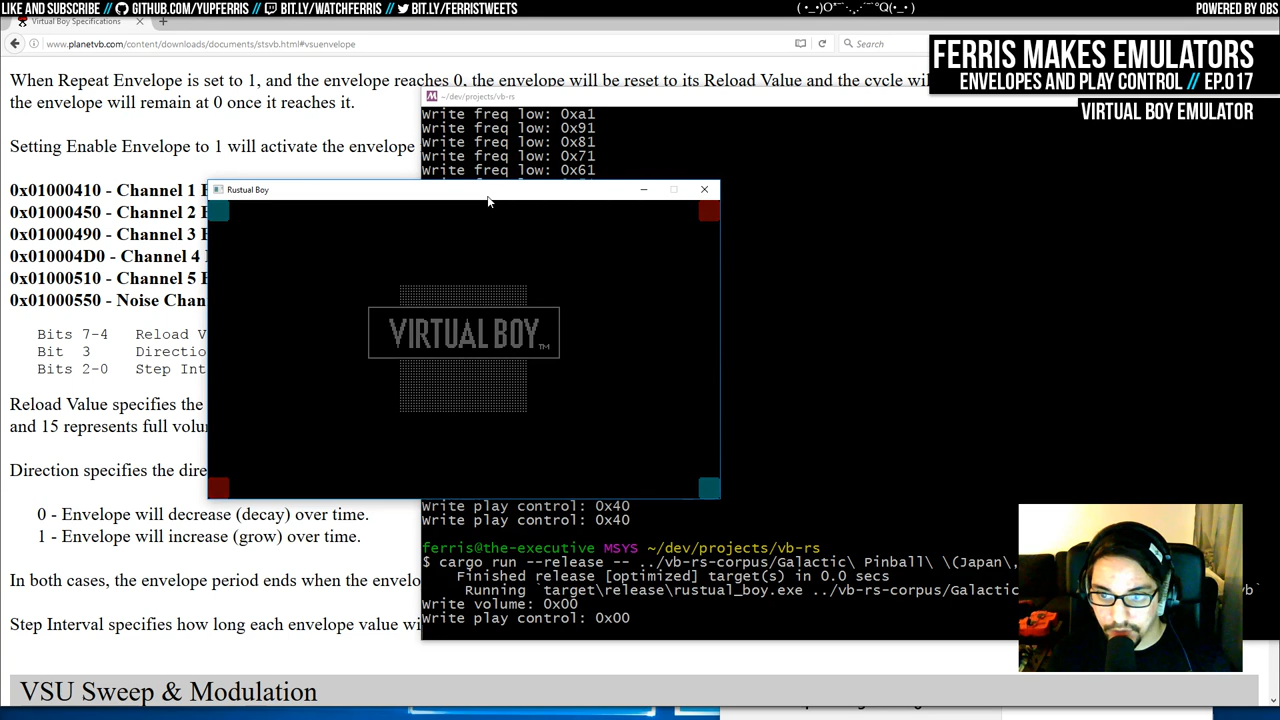 LIKE AND SUBSCRIBE // GITHUB.COM/YUPFERRIS // BIT.LY/WATCHFERRIS // BIT.LY/FERRISTWEETS
POWERED BY OBS
Virtual Boy Specifications
www.planetvb.com/content/downloads/documents/stsvb.html#vsuenvelope
Search
FERRIS MAKES EMULATORS
ENVELOPES AND PLAY CONTROL // EP.017
VIRTUAL BOY EMULATOR
When Repeat Envelope is set to 1, and the envelope reaches 0, the envelope will be reset to its Reload Value and the cycle will
the envelope will remain at 0 once it reaches it.
Setting Enable Envelope to 1 will activate the envelope
0x01000410 - Channel 1
0x01000450 - Channel 2
0x01000490 - Channel 3
0x010004D0 - Channel 4
0x01000510 - Channel 5
0x01000550 - Noise Chan
Bits 7-4 Reload V
Bit 3 Directio
Bits 2-0 Step Int
Reload Value specifies the
and 15 represents full volu
Direction specifies the dire
0 - Envelope will decrease (decay) over time.
1 - Envelope will increase (grow) over time.
In both cases, the envelope period ends when the envelo
Step Interval specifies how long each envelope value wi
VSU Sweep & Modulation
~/dev/projects/vb-rs
Write freq low: 0xa1
Write freq low: 0x91
Write freq low: 0x81
Write freq low: 0x71
Write freq low: 0x61
Rustual Boy
VIRTUAL BOY™
Write play control: 0x40
Write play control: 0x40
ferris@the-executive MSYS ~/dev/projects/vb-rs
$ cargo run --release -- ../vb-rs-corpus/Galactic\ Pinball\ \(Japan\,
Finished release [optimized] target(s) in 0.0 secs
Running `target\release\rustual_boy.exe ../vb-rs-corpus/Galactic
b`
Write volume: 0x00
Write play control: 0x00